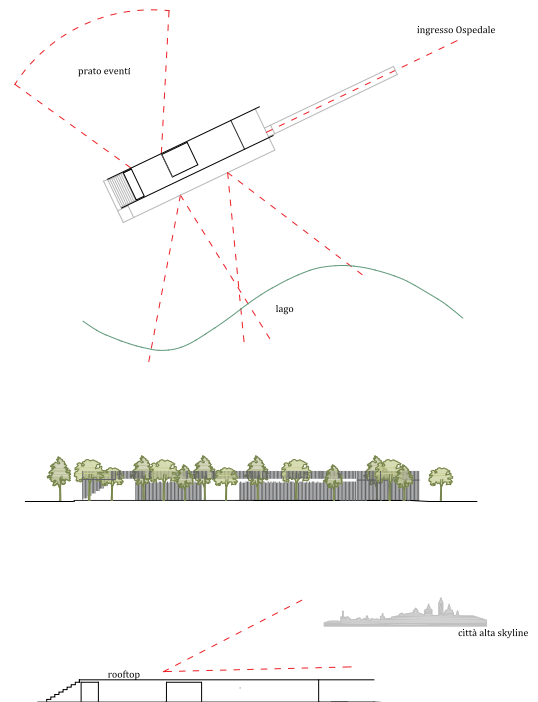 ingresso Ospedale
prato eventi
lago
città alta skyline
rooftop